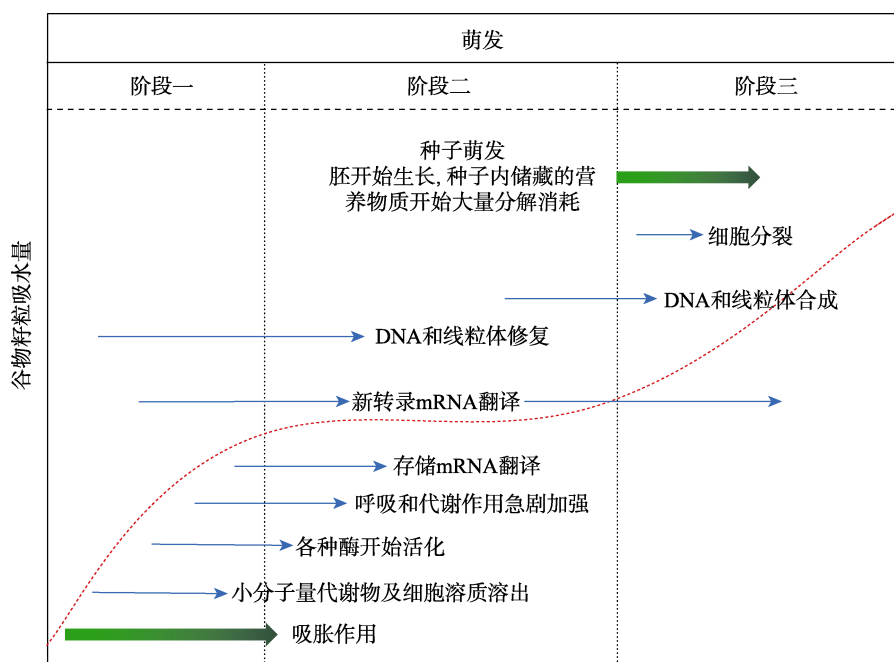 萌发
阶段一
阶段二
阶段三
种子萌发
胚开始生长, 种子内储藏的营
养物质开始大量分解消耗
细胞分裂
DNA和线粒体合成
DNA和线粒体修复
新转录mRNA翻译
存储mRNA翻译
呼吸和代谢作用急剧加强
各种酶开始活化
小分子量代谢物及细胞溶质溶出
吸胀作用
谷物籽粒吸水量